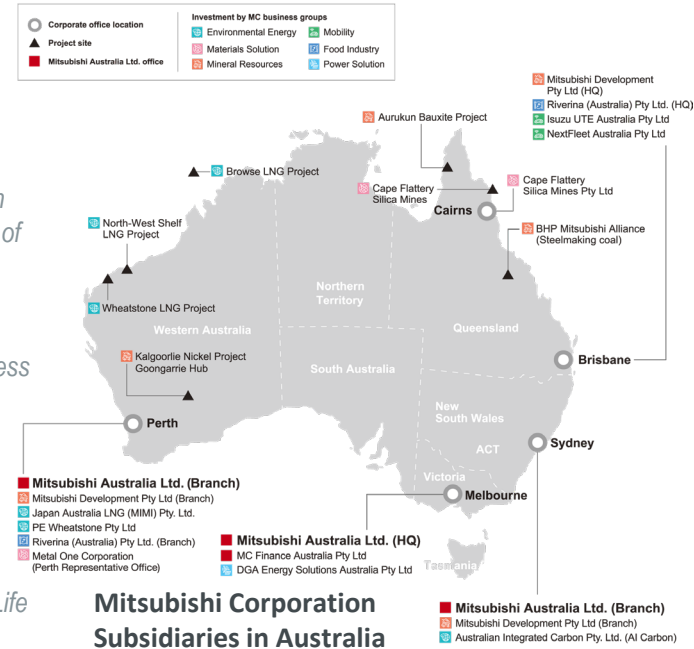 Corporate office location
Project site
Mitsubishi Australia Ltd. office
Investment by MC business groups
Environmental Energy
Mobility
Materials Solution
Food Industry
Mineral Resources
Power Solution
Mitsubishi Development
Pty Ltd (HQ)
Riverina (Australia) Pty Ltd. (HQ)
Isuzu UTE Australia Pty Ltd
NextFleet Australia Pty Ltd
Aurukun Bauxite Project
Browse LNG Project
Cape Flattery
Silica Mines
Cape Flattery
Silica Mines Pty Ltd
Cairns
of
North-West Shelf
LNG Project
BHP Mitsubishi Alliance
(Steelmaking coal)
Wheatstone LNG Project
Northern
Territory
Western Australia
Queensland
Kalgoorlie Nickel Project
Goongarrie Hub
South Australia
Brisbane
ess
New
South Wales
Perth
ACT
Sydney
Victoria
Melbourne
Mitsubishi Australia Ltd. (Branch)
Mitsubishi Development Pty Ltd (Branch)
Japan Australia LNG (MIMI) Pty. Ltd.
PE Wheatstone Pty Ltd
Riverina (Australia) Pty Ltd. (Branch)
Metal One Corporation
(Perth Representative Office)
Mitsubishi Australia Ltd. (HQ)
MC Finance Australia Pty Ltd
DGA Energy Solutions Australia Pty Ltd
Tasmania
Life
Mitsubishi Corporation
Subsidiaries in Australia
Mitsubishi Australia Ltd. (Branch)
Mitsubishi Development Pty Ltd (Branch)
Australian Integrated Carbon Pty. Ltd. (AI Carbon)